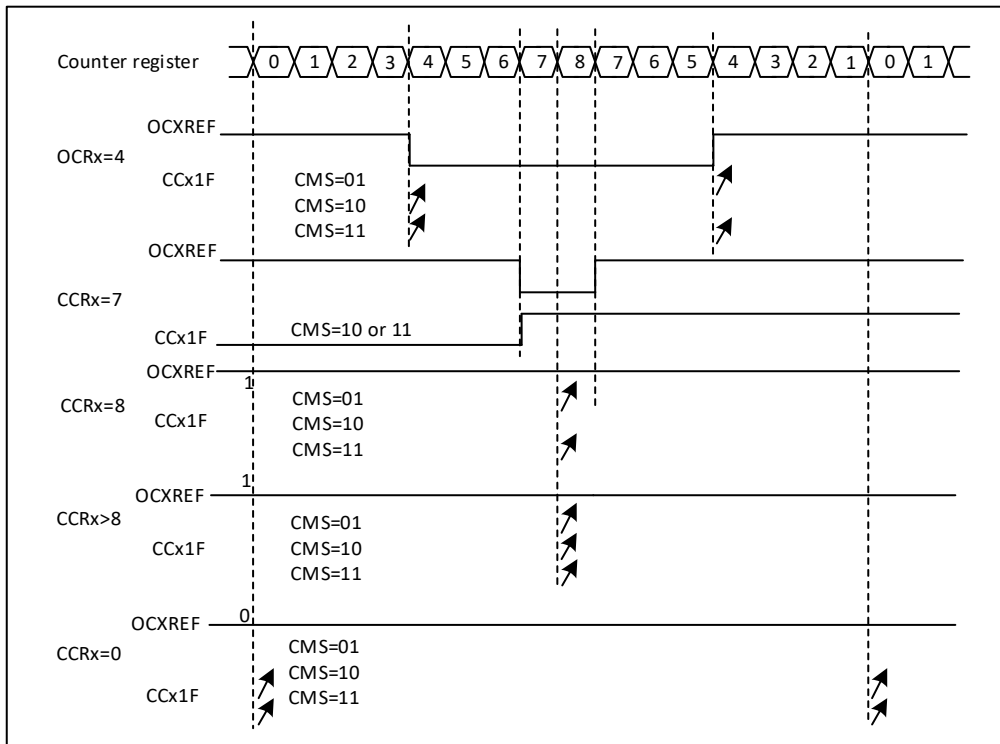 Counter register 0 1 2 3 4 5 6 7 8 7 6 5 4 3 2 1 0 1
OCXREF
OCRx=4
CCx1F
CMS=01
CMS=10
CMS=11
OCXREF
CCRx=7
CCx1F
CMS=10 or 11
OCXREF
1
CCRx=8
CCx1F
CMS=01
CMS=10
CMS=11
1
OCXREF
CCRx>8
CCx1F
CMS=01
CMS=10
CMS=11
OCXREF
0
CCRx=0
CCx1F
CMS=01
CMS=10
CMS=11